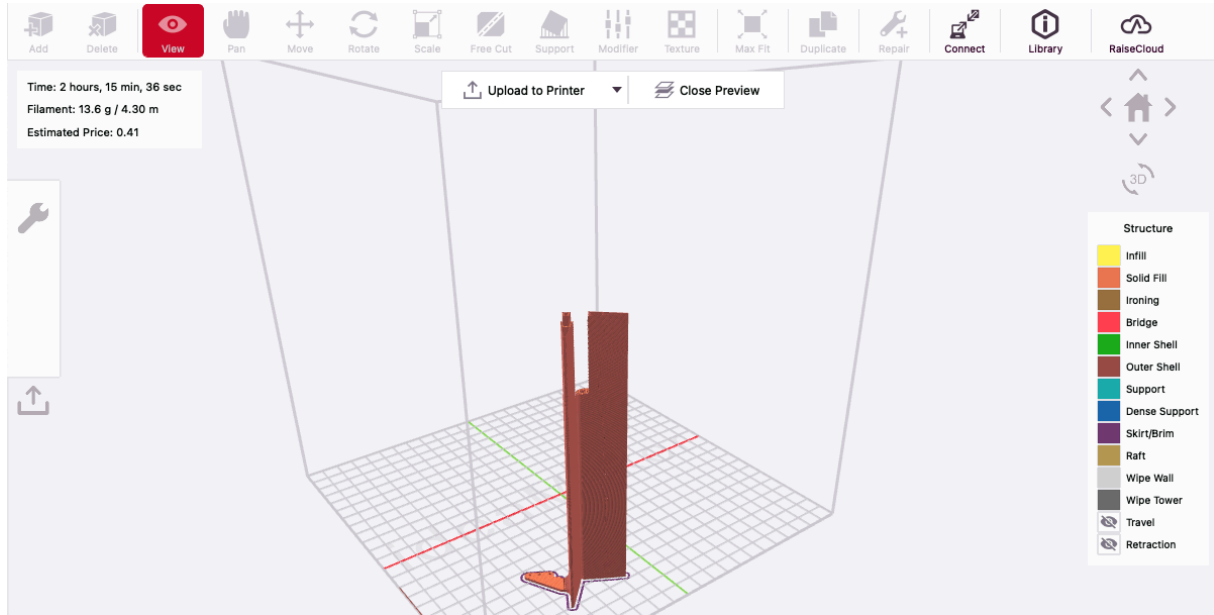 Add
Delete
View
Pan
Move
Rotate
Scale
Free Cut
Support
Modifier
Texture
Max Fit
Duplicate
Repair
Connect
Library
RaiseCloud
Time: 2 hours, 15 min, 36 sec
Filament: 13.6 g / 4.30 m
Estimated Price: 0.41
Upload to Printer
Close Preview
3D
Structure
Infill
Solid Fill
Ironing
Bridge
Inner Shell
Outer Shell
Support
Dense Support
Skirt/Brim
Raft
Wipe Wall
Wipe Tower
Travel
Retraction